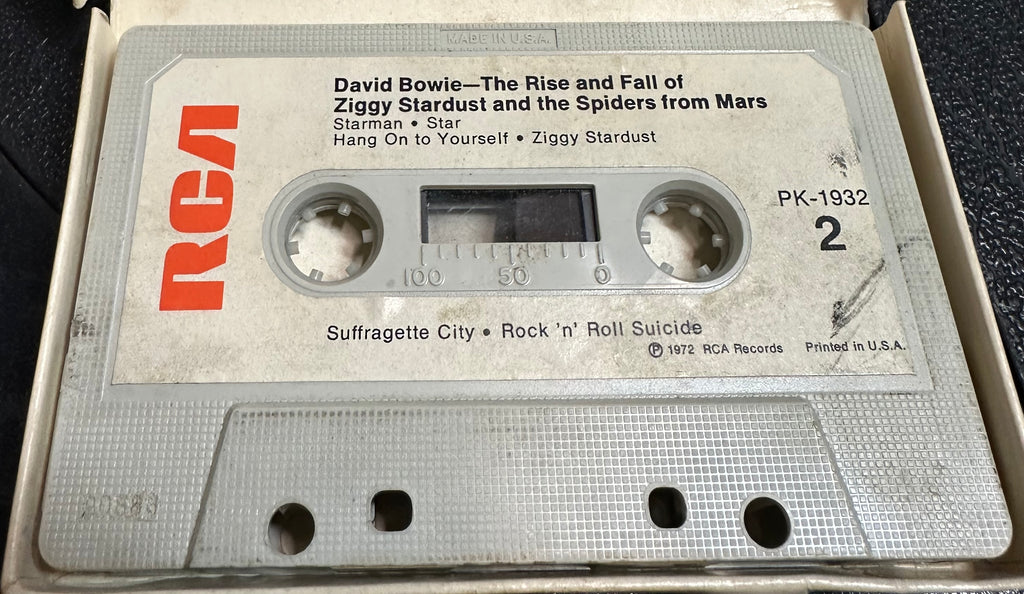 MADE IN U.S.A.
RCA
David Bowie—The Rise and Fall of
Ziggy Stardust and the Spiders from Mars
Starman • Star
Hang On to Yourself • Ziggy Stardust
PK-1932
2
100 50 0
Suffragette City • Rock 'n' Roll Suicide
Ⓟ 1972 RCA Records Printed in U.S.A.